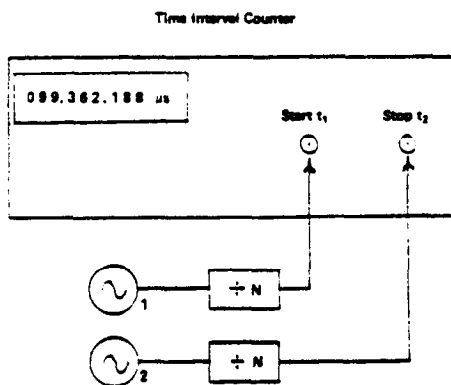 Time Interval Counter
099.362.188 µs
Start t₁ Stop t₂
1 ÷ N
2 ÷ N